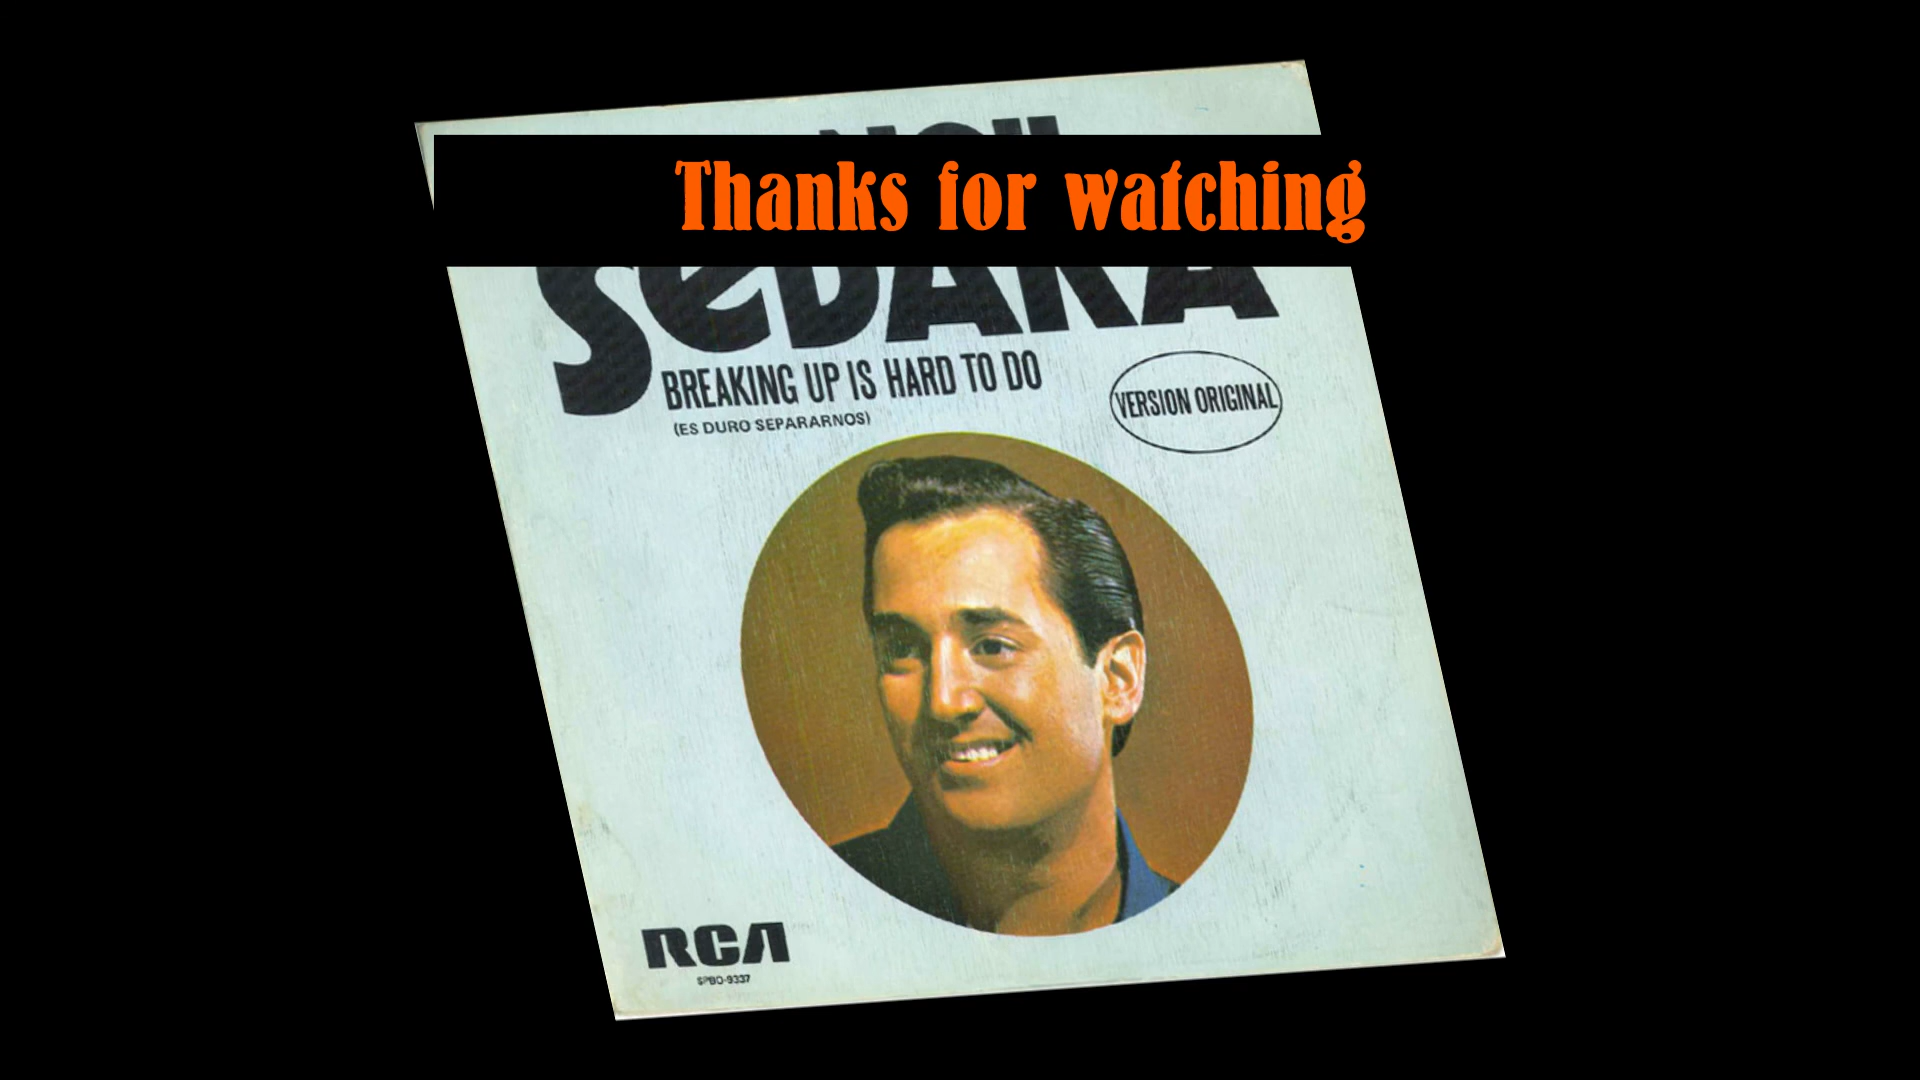 Thanks for watching
SEDAKA
BREAKING UP IS HARD TO DO
(ES DURO SEPARARNOS)
VERSION ORIGINAL
RCA
SPBO-9337